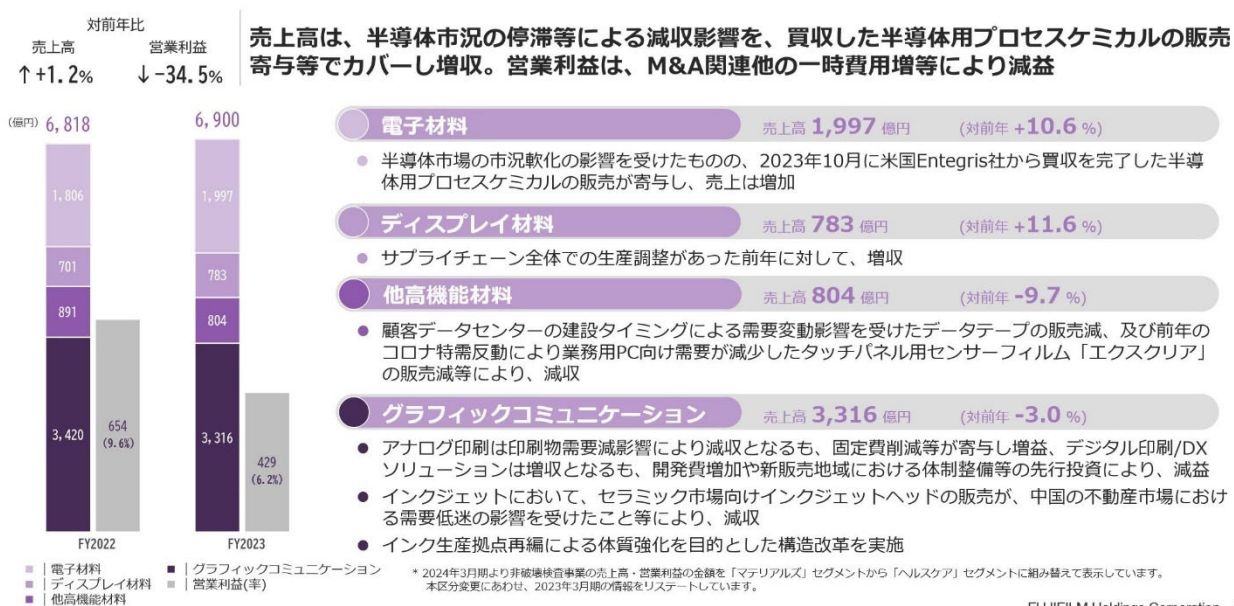 対前年比
売上高
営業利益
↑+1.2%
↓-34.5%
売上高は、半導体市況の停滞等による減収影響を、買収した半導体用プロセスケミカルの販売
寄与等でカバーし増収。営業利益は、M&A関連他の一時費用増等により減益
(億円) 6,818
6,900
1,806
701
891
3,420
654
(9.6%)
1,997
783
804
3,316
429
(6.2%)
FY2022
FY2023
| 電子材料
| ディスプレイ材料
| 他高機能材料
| グラフィックコミュニケーション
| 営業利益(率)
電子材料 売上高 1,997 億円 (対前年 +10.6 %)
● 半導体市場の市況軟化の影響を受けたものの、2023年10月に米国Entegris社から買収を完了した半導
体用プロセスケミカルの販売が寄与し、売上は増加
ディスプレイ材料 売上高 783 億円 (対前年 +11.6 %)
● サプライチェーン全体での生産調整があった前年に対して、増収
他高機能材料 売上高 804 億円 (対前年 -9.7 %)
● 顧客データセンターの建設タイミングによる需要変動影響を受けたデータテープの販売減、及び前年の
コロナ特需反動により業務用PC向け需要が減少したタッチパネル用センサーフィルム「エクスクリア」
の販売減等により、減収
グラフィックコミュニケーション 売上高 3,316 億円 (対前年 -3.0 %)
● アナログ印刷は印刷物需要減影響により減収となるも、固定費削減等が寄与し増益、デジタル印刷/DX
ソリューションは増収となるも、開発費増加や新販売地域における体制整備等の先行投資により、減益
● インクジェットにおいて、セラミック市場向けインクジェットヘッドの販売が、中国の不動産市場におけ
る需要低迷の影響を受けたこと等により、減収
● インク生産拠点再編による体質強化を目的とした構造改革を実施
* 2024年3月期より非破壊検査事業の売上高・営業利益の金額を「マテリアルズ」セグメントから「ヘルスケア」セグメントに組み替えて表示しています。
本区分変更にあわせ、2023年3月期の情報をリステートしています。
FUJIFILM Holdings Corporation